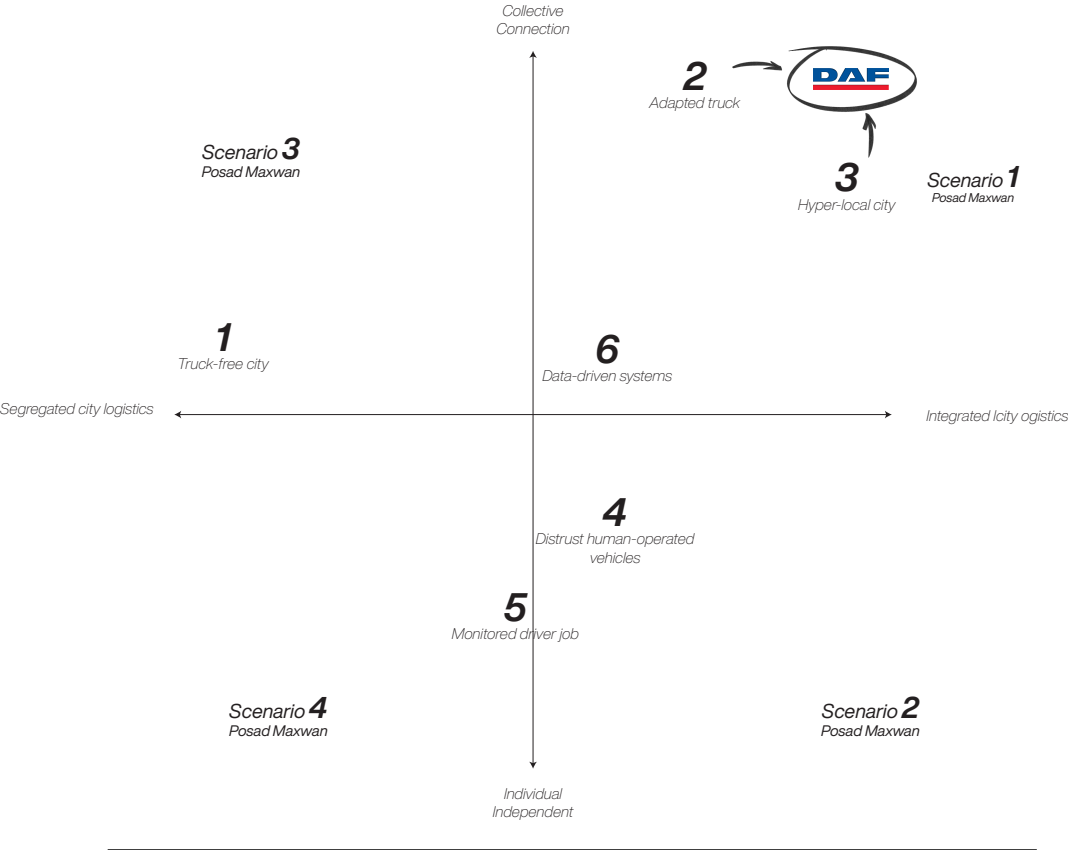 Collective
Connection
2
Adapted truck
DAF
Scenario 3
Posad Maxwan
3
Hyper-local city
Scenario 1
Posad Maxwan
1
Truck-free city
6
Data-driven systems
Segregated city logistics
Integrated lcity ogistics
4
Distrust human-operated
vehicles
5
Monitored driver job
Scenario 4
Posad Maxwan
Scenario 2
Posad Maxwan
Individual
Independent